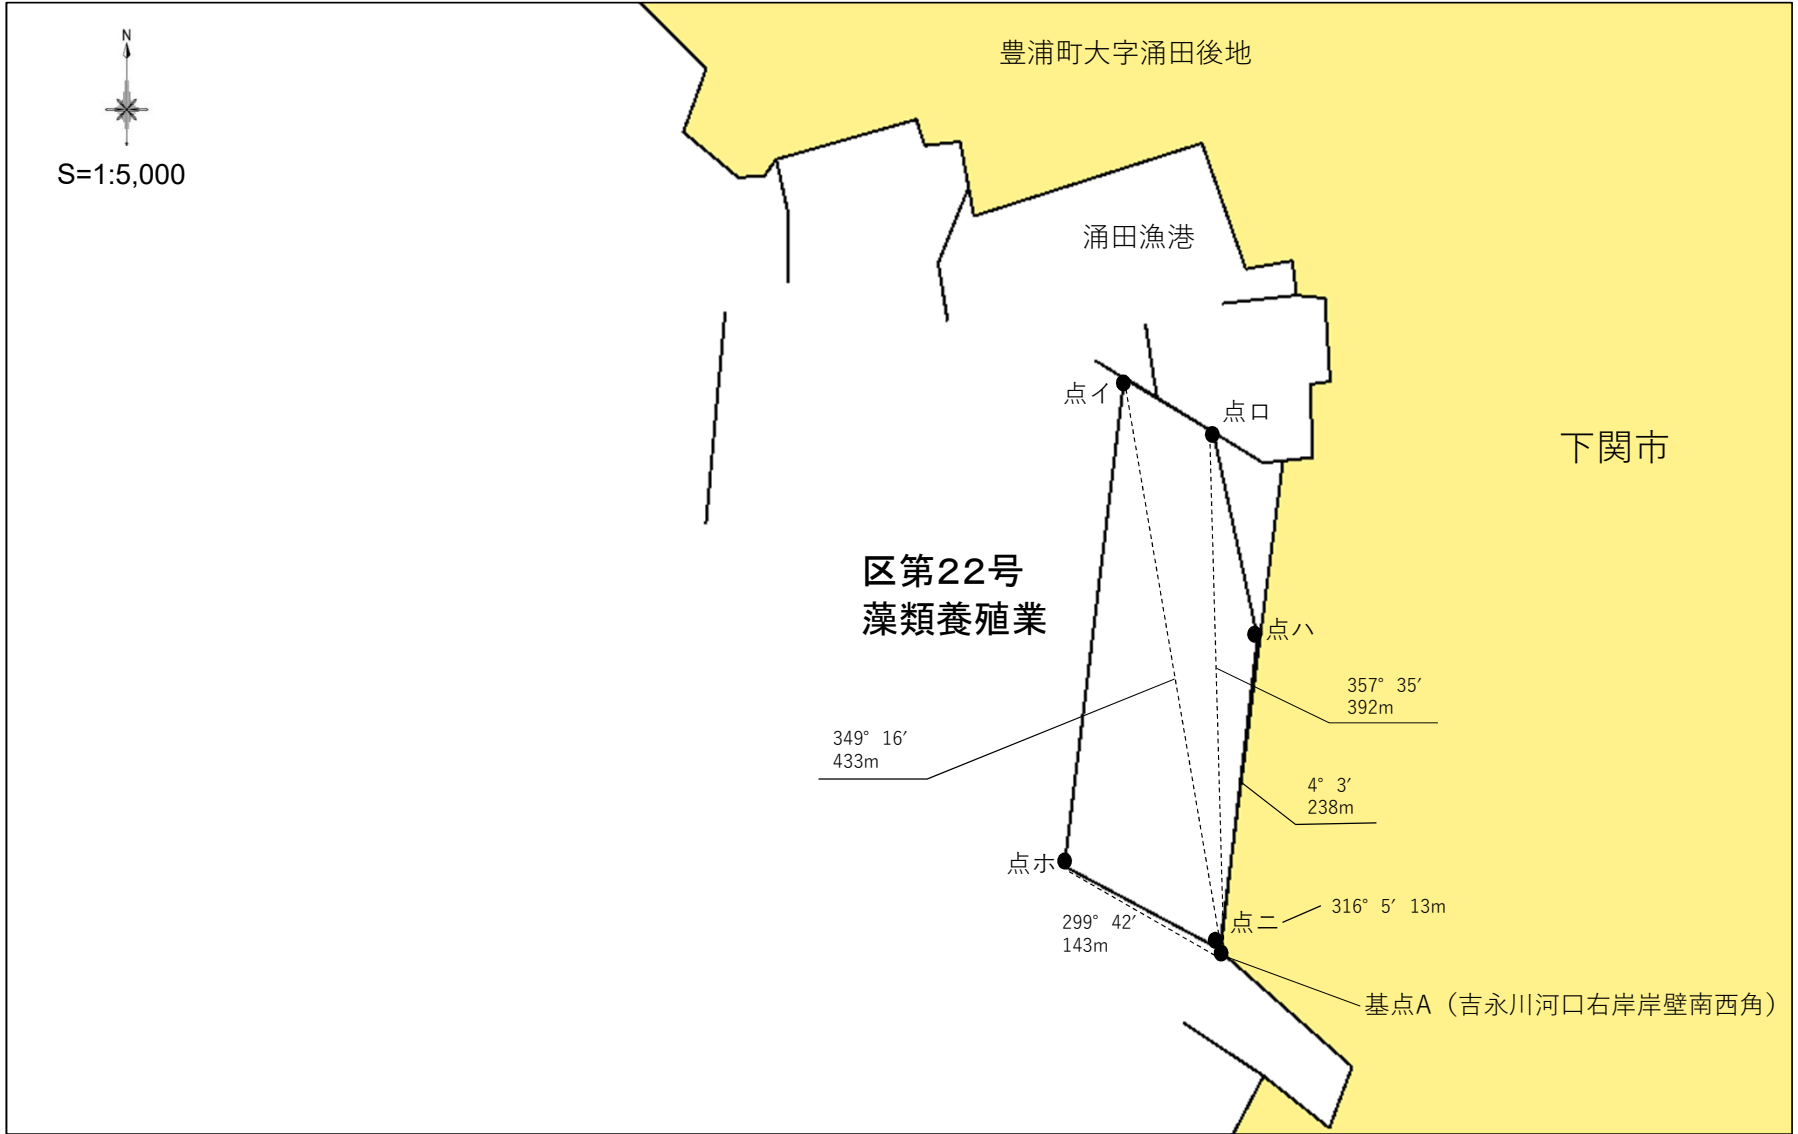 N
S=1:5,000
豊浦町大字涌田後地
涌田漁港
点イ
点ロ
下関市
区第22号
藻類養殖業
点ハ
357° 35′
392m
349° 16′
433m
4° 3′
238m
点ホ
299° 42′
143m
点ニ
316° 5′ 13m
基点A（吉永川河口右岸岸壁南西角）